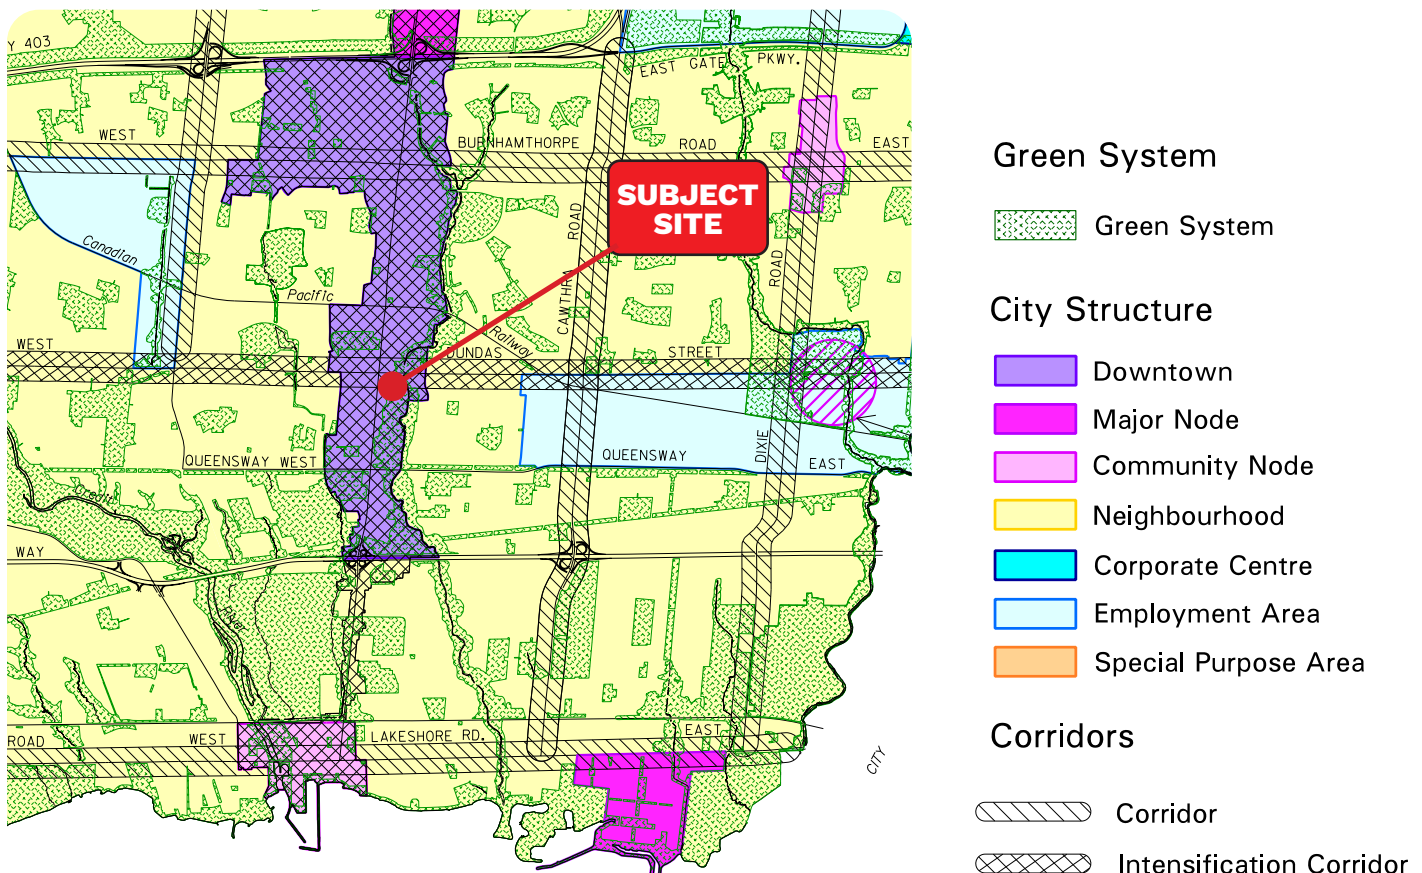 Y 403
EAST GATE PKWY.
WEST
BURNHAMTHORPE ROAD EAST
SUBJECT
SITE
CAWTHRA ROAD
ROAD
Canadian
Pacific
Railway
WEST
DUNDAS STREET
DIXIE
QUEENSWAY WEST
QUEENSWAY EAST
Credit
WAY
River
ROAD WEST
LAKESHORE RD. EAST
CITY
Green System
Green System
City Structure
Downtown
Major Node
Community Node
Neighbourhood
Corporate Centre
Employment Area
Special Purpose Area
Corridors
Corridor
Intensification Corridor